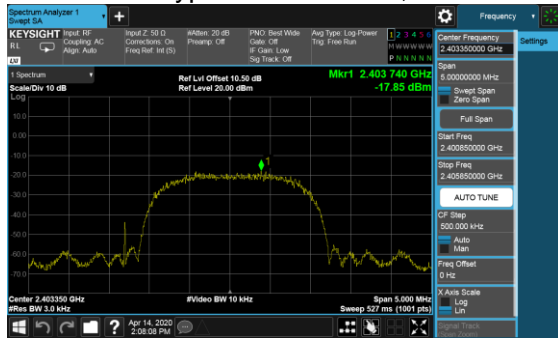 Spectrum Analyzer 1
Swept SA
+
Frequency
KEYSIGHT
Input: RF
Coupling: AC
Align: Auto
Input Z: 50 Ω
Corrections: On
Freq Ref: Int (S)
#Atten: 20 dB
Preamp: Off
PNO: Best Wide
Gate: Off
IF Gain: Low
Sig Track: Off
Avg Type: Log-Power
Trig: Free Run
1 2 3 4 5 6
M W W W W W
P N N N N N
RL
LXI
Center Frequency
2.403350000 GHz
Settings
Span
5.00000000 MHz
Swept Span
Zero Span
Full Span
Start Freq
2.400850000 GHz
Stop Freq
2.405850000 GHz
AUTO TUNE
CF Step
500.000 kHz
Auto
Man
Freq Offset
0 Hz
X Axis Scale
Log
Lin
Signal Track
(Span Zoom)
1 Spectrum
Scale/Div 10 dB
Ref Lvl Offset 10.50 dB
Ref Level 20.00 dBm
Mkr1 2.403 740 GHz
-17.85 dBm
Log
10.0
0.00
-10.0
-20.0
-30.0
-40.0
-50.0
-60.0
-70.0
1
Center 2.403350 GHz
#Res BW 3.0 kHz
#Video BW 10 kHz
Span 5.000 MHz
Sweep 527 ms (1001 pts)
?
Apr 14, 2020
2:08:08 PM